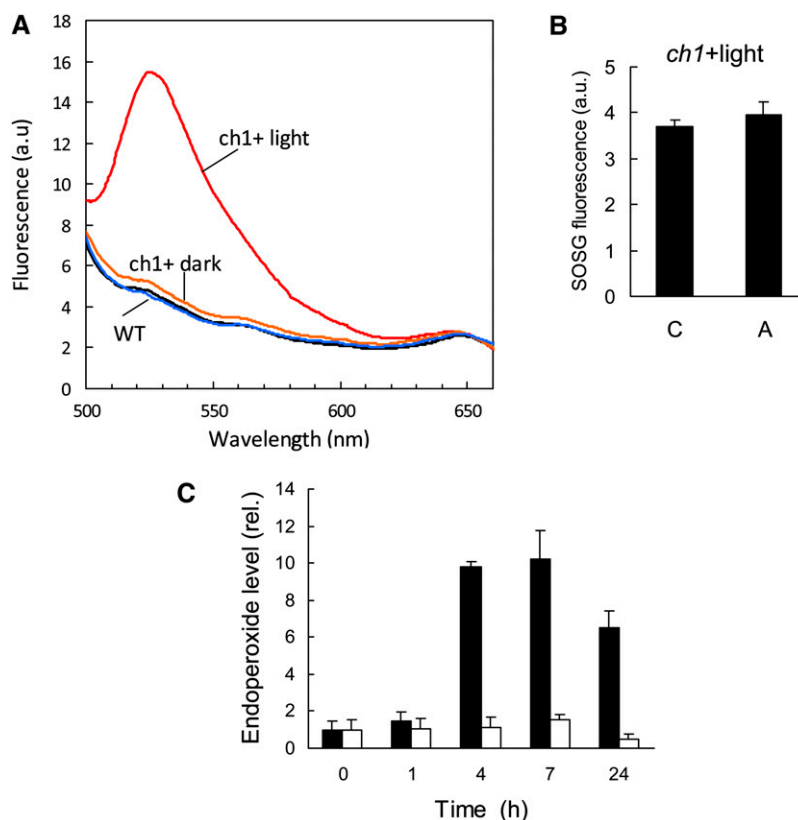 A
18
16
14
12
10
8
6
4
2
0
Fluorescence (a.u)
ch1+ light
ch1+ dark
WT
500
550
600
650
Wavelength (nm)
B
ch1+light
5
4
3
2
1
0
SOSG fluorescence (a.u.)
C
A
C
14
12
10
8
6
4
2
0
Endoperoxide level (rel.)
0
1
4
7
24
Time (h)